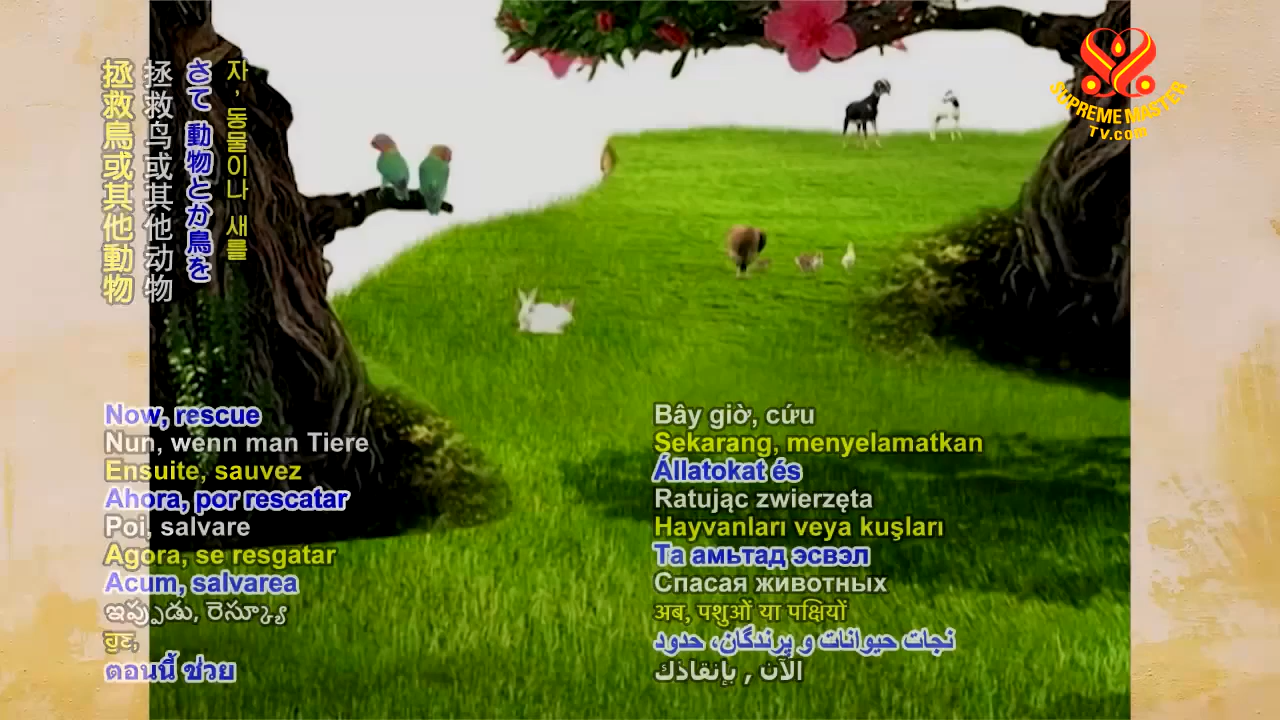 拯救鳥或其他動物
拯救鸟或其他动物
さて 動物とか鳥を
자, 동물이나 새를
SUPREME MASTER
TV.com
Now, rescue
Nun, wenn man Tiere
Ensuite, sauvez
Ahora, por rescatar
Poi, salvare
Agora, se resgatar
Acum, salvarea
ఇప్పుడు, రెస్క్యూ
ਹੁਣ,
ตอนนี้ ช่วย
Bây giờ, cứu
Sekarang, menyelamatkan
Állatokat és
Ratując zwierzęta
Hayvanları veya kuşları
Та амьтад эсвэл
Спасая животных
अब, पशुओं या पक्षियों
نجات حیوانات و پرندگان، حدود
الآن , بإنقاذك